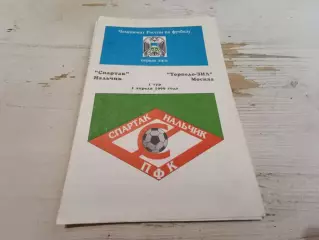 Чемпионат России по футболу
"Спартак" "Торпедо-ЗИЛ"
Нальчик Москва
1 тур
СПАРТАК НАЛЬЧИК
ПФК